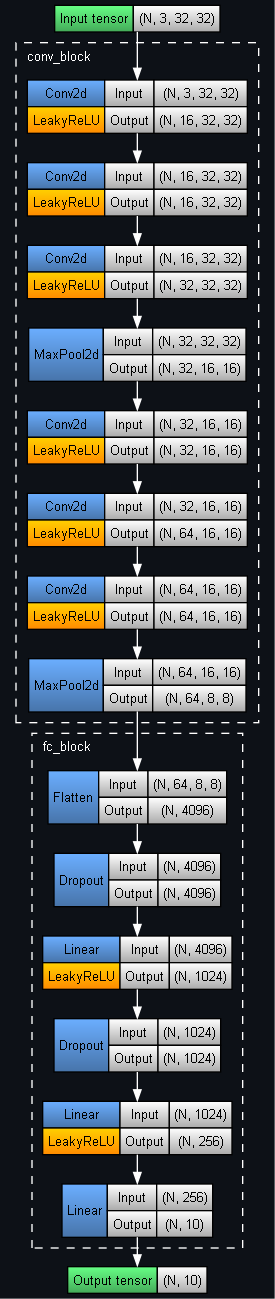 Input tensor (N, 3, 32, 32)
conv_block
Conv2d Input (N, 3, 32, 32)
LeakyReLU Output (N, 16, 32, 32)
Conv2d Input (N, 16, 32, 32)
LeakyReLU Output (N, 16, 32, 32)
Conv2d Input (N, 16, 32, 32)
LeakyReLU Output (N, 32, 32, 32)
MaxPool2d
Input (N, 32, 32, 32)
Output (N, 32, 16, 16)
Conv2d Input (N, 32, 16, 16)
LeakyReLU Output (N, 32, 16, 16)
Conv2d Input (N, 32, 16, 16)
LeakyReLU Output (N, 64, 16, 16)
Conv2d Input (N, 64, 16, 16)
LeakyReLU Output (N, 64, 16, 16)
MaxPool2d
Input (N, 64, 16, 16)
Output (N, 64, 8, 8)
fc_block
Flatten
Input (N, 64, 8, 8)
Output (N, 4096)
Dropout
Input (N, 4096)
Output (N, 4096)
Linear Input (N, 4096)
LeakyReLU Output (N, 1024)
Dropout
Input (N, 1024)
Output (N, 1024)
Linear Input (N, 1024)
LeakyReLU Output (N, 256)
Linear
Input (N, 256)
Output (N, 10)
Output tensor (N, 10)